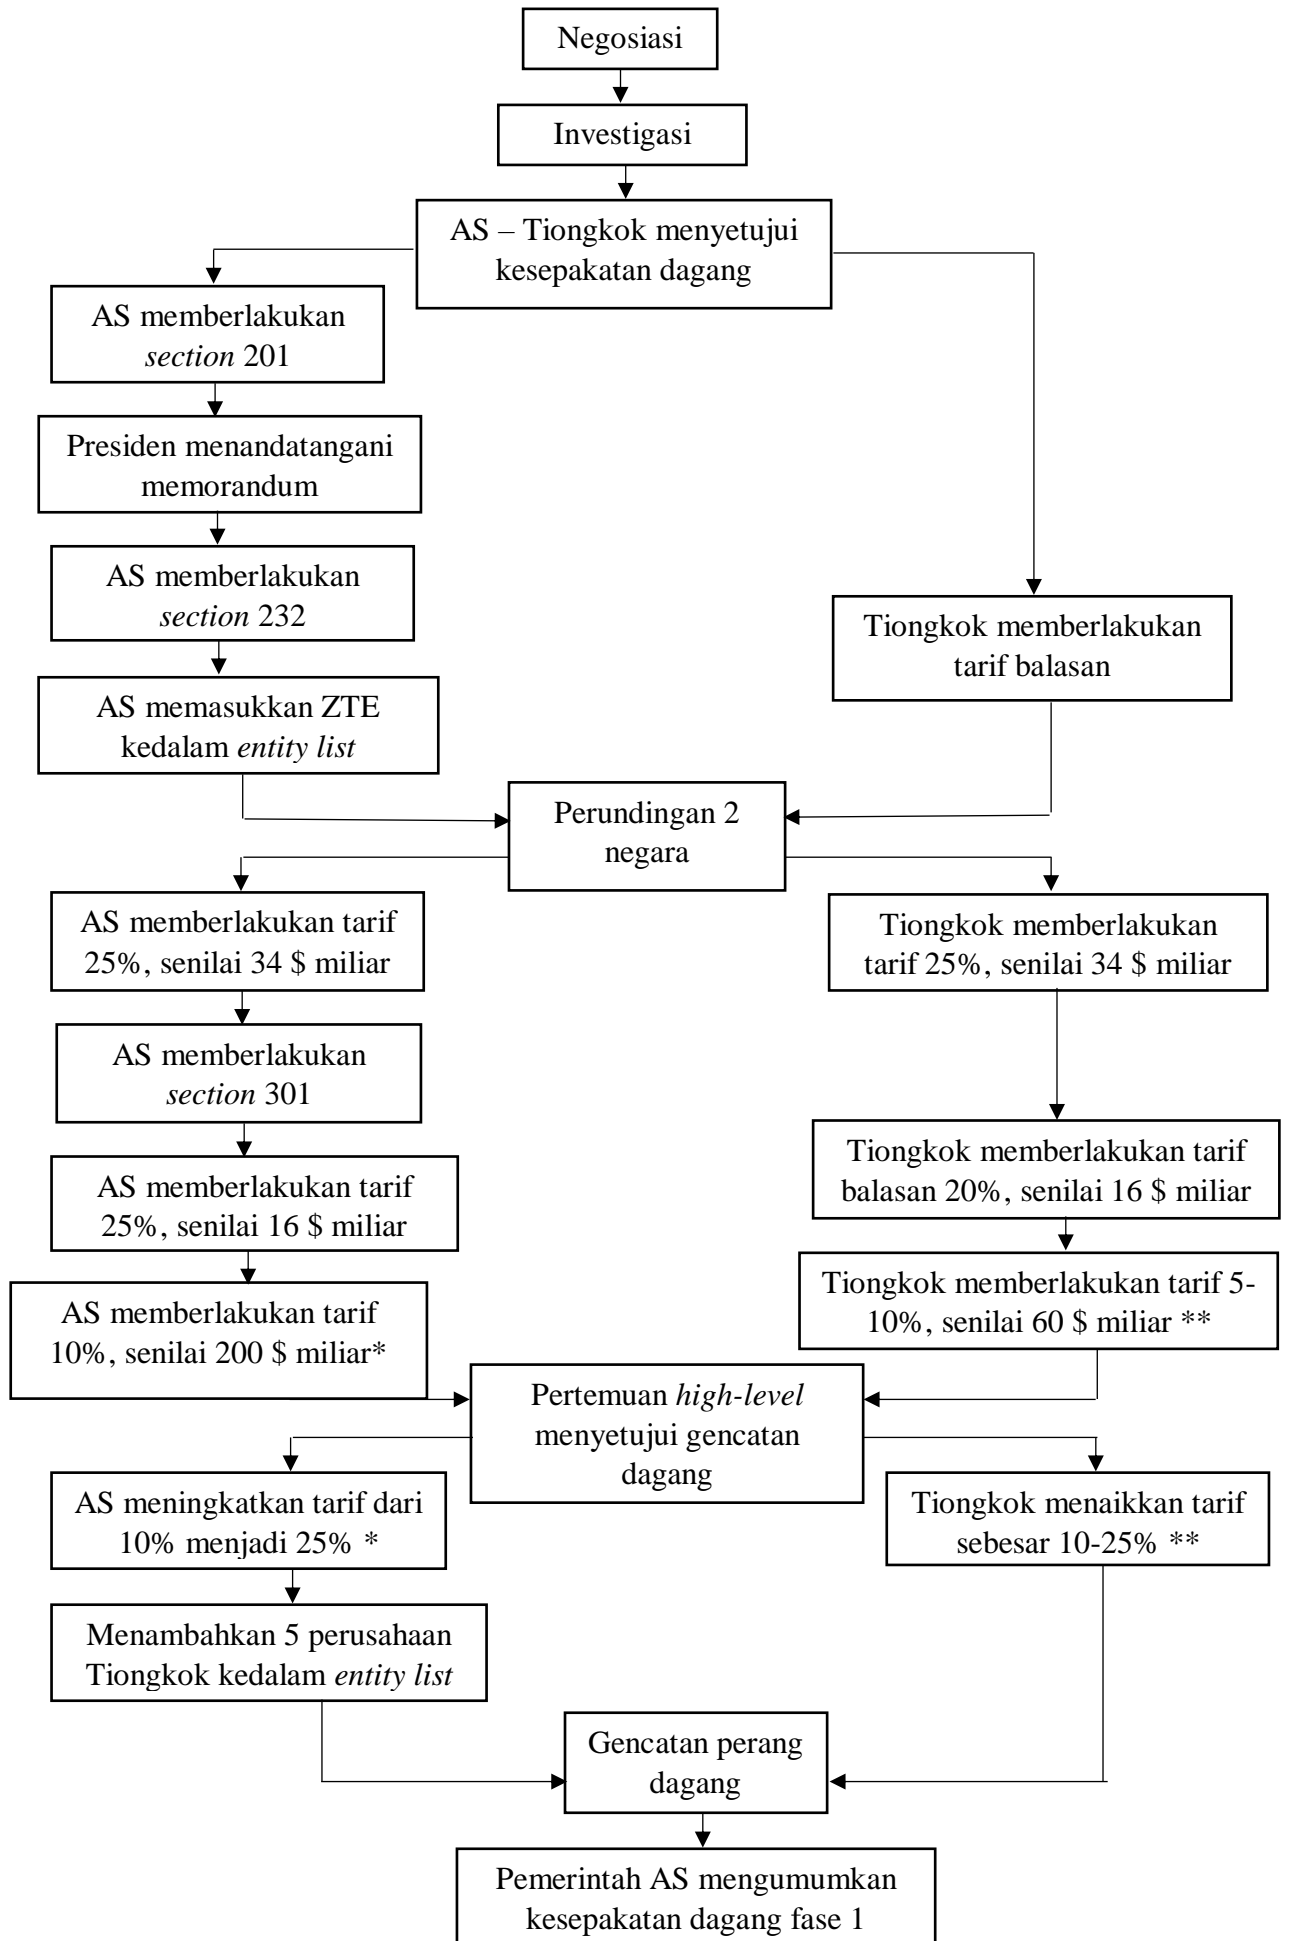 Negosiasi
Investigasi
AS – Tiongkok menyetujui
kesepakatan dagang
AS memberlakukan
section 201
Presiden menandatangani
memorandum
AS memberlakukan
section 232
Tiongkok memberlakukan
tarif balasan
AS memasukkan ZTE
kedalam entity list
Perundingan 2
negara
AS memberlakukan tarif
25%, senilai 34 $ miliar
Tiongkok memberlakukan
tarif 25%, senilai 34 $ miliar
AS memberlakukan
section 301
AS memberlakukan tarif
25%, senilai 16 $ miliar
Tiongkok memberlakukan tarif
balasan 20%, senilai 16 $ miliar
AS memberlakukan tarif
10%, senilai 200 $ miliar*
Tiongkok memberlakukan tarif 5-
10%, senilai 60 $ miliar **
Pertemuan high-level
menyetujui gencatan
dagang
AS meningkatkan tarif dari
10% menjadi 25% *
Tiongkok menaikkan tarif
sebesar 10-25% **
Menambahkan 5 perusahaan
Tiongkok kedalam entity list
Gencatan perang
dagang
Pemerintah AS mengumumkan
kesepakatan dagang fase 1